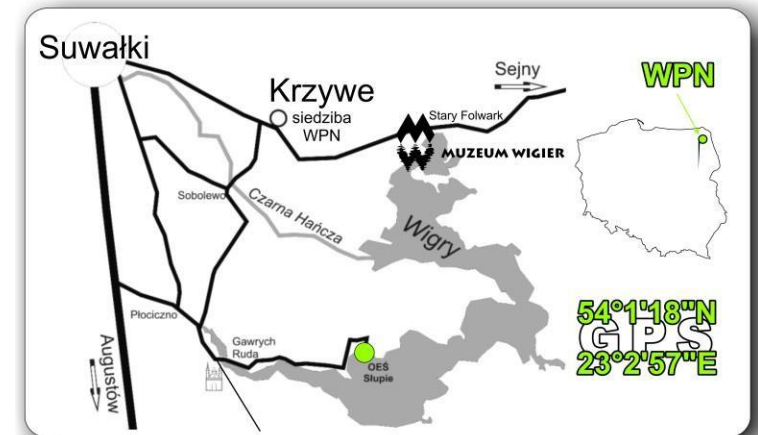 Suwałki
Krzywe
siedziba
WPN
Sejny
Stary Folwark
MUZEUM WIGIER
WPN
Sobolewo
Czarna Hańcza
Wigry
Płociczno
Gawrych
Ruda
OEŚ
Słupie
Augustów
54°1'18"N
GPS
23°2'57"E